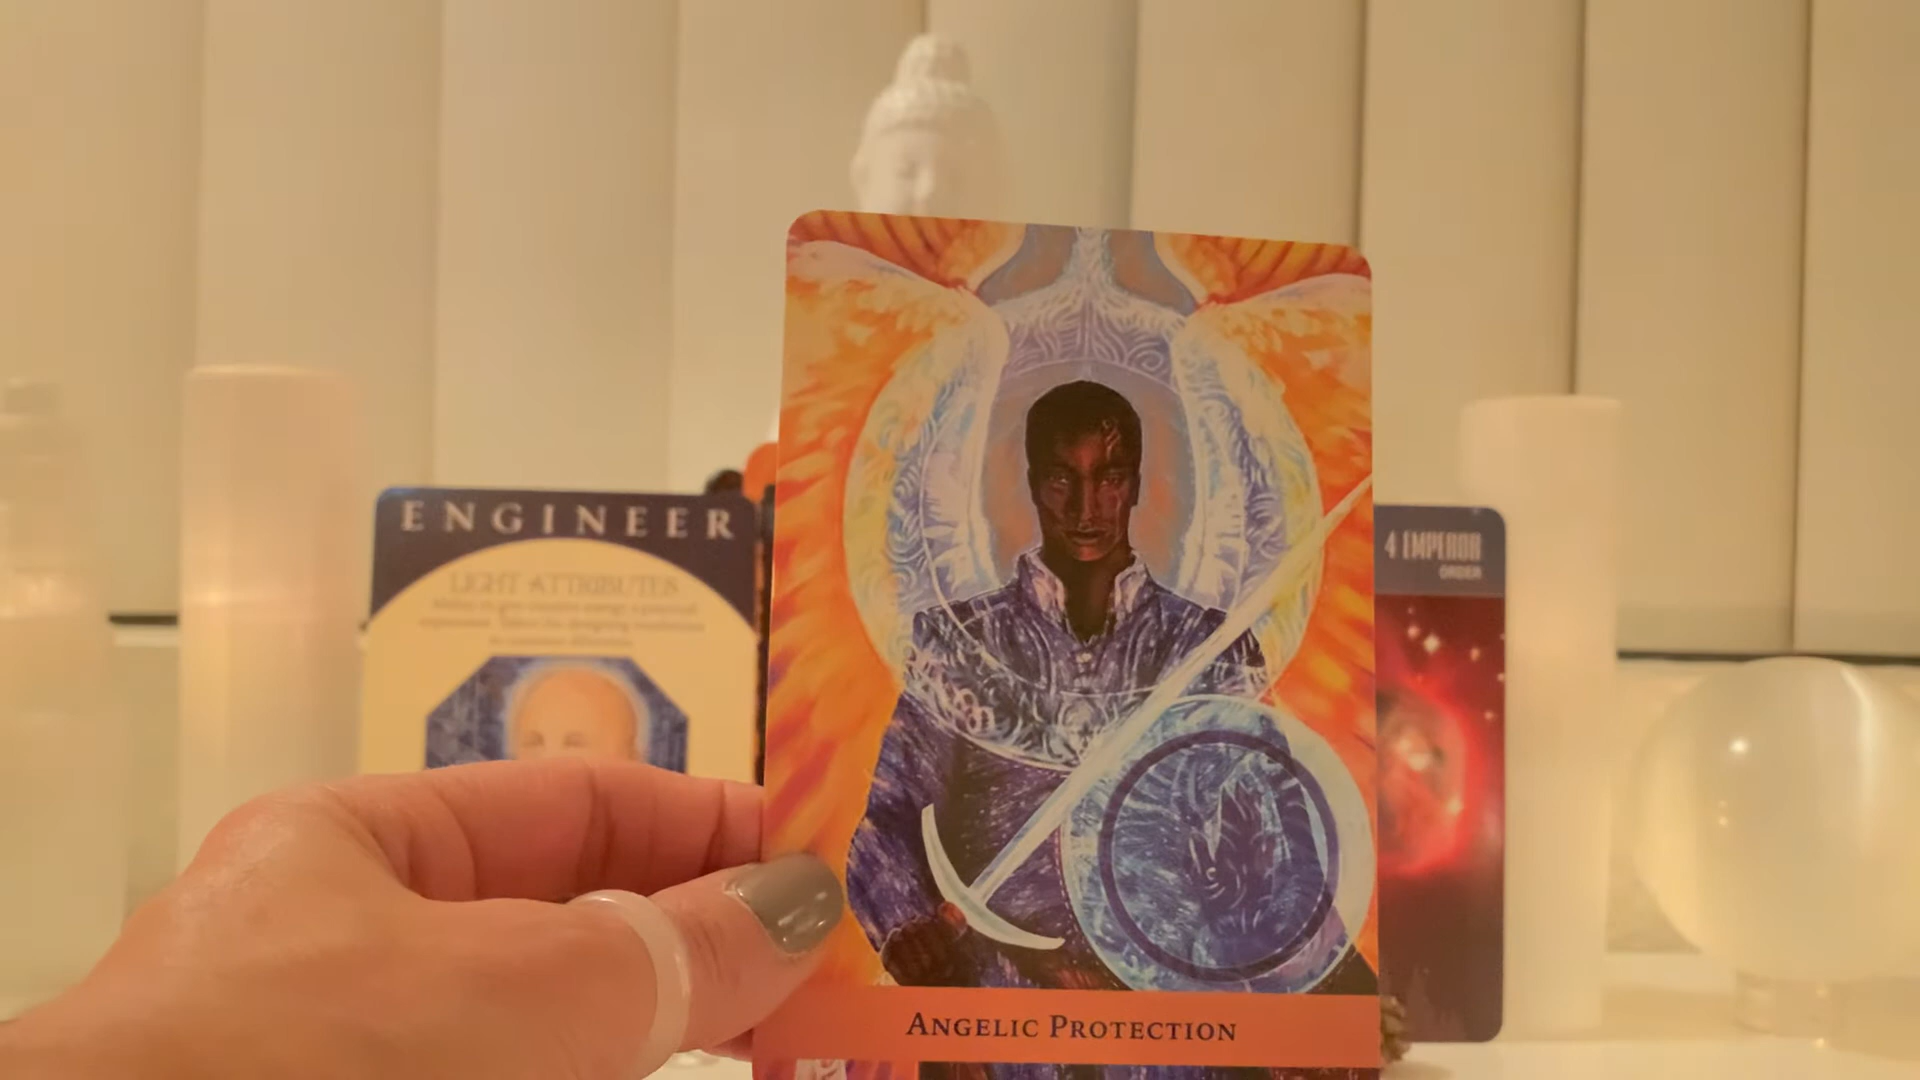 ENGINEER
LIGHT ATTRIBUTES
4 EMPEROR
ORDER
ANGELIC PROTECTION